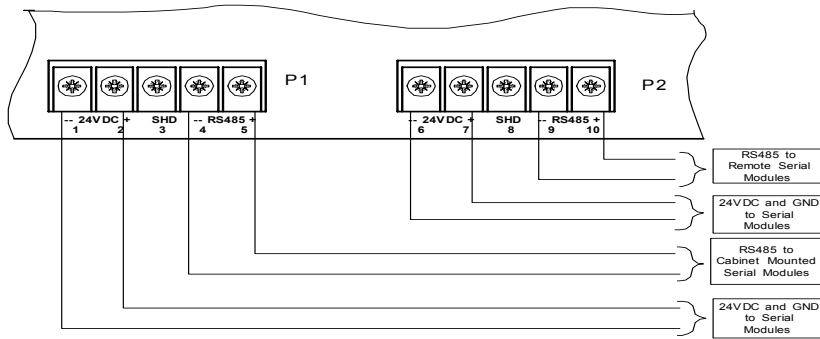 P1
P2
-- 24VDC + SHD -- RS485 +
1 2 3 4 5
-- 24VDC + SHD -- RS485 +
6 7 8 9 10
RS485 to
Remote Serial
Modules
24VDC and GND
to Serial
Modules
RS485 to
Cabinet Mounted
Serial Modules
24VDC and GND
to Serial
Modules